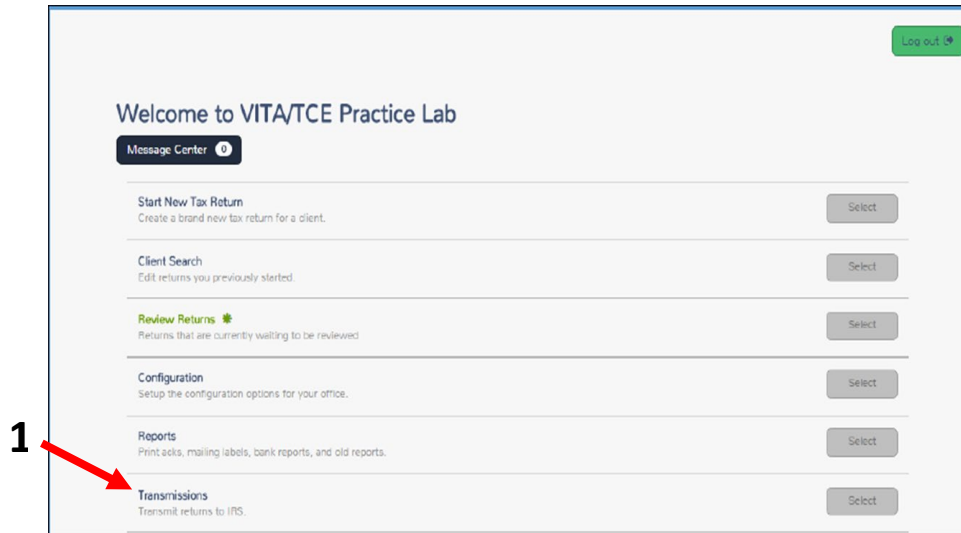 Log out
Welcome to VITA/TCE Practice Lab
Message Center 0
Start New Tax Return
Create a brand new tax return for a client.
Select
Client Search
Edit returns you previously started.
Select
Review Returns
Returns that are currently waiting to be reviewed
Select
Configuration
Setup the configuration options for your office.
Select
Reports
Print acks, mailing labels, bank reports, and old reports.
Select
1
Transmissions
Transmit returns to IRS.
Select